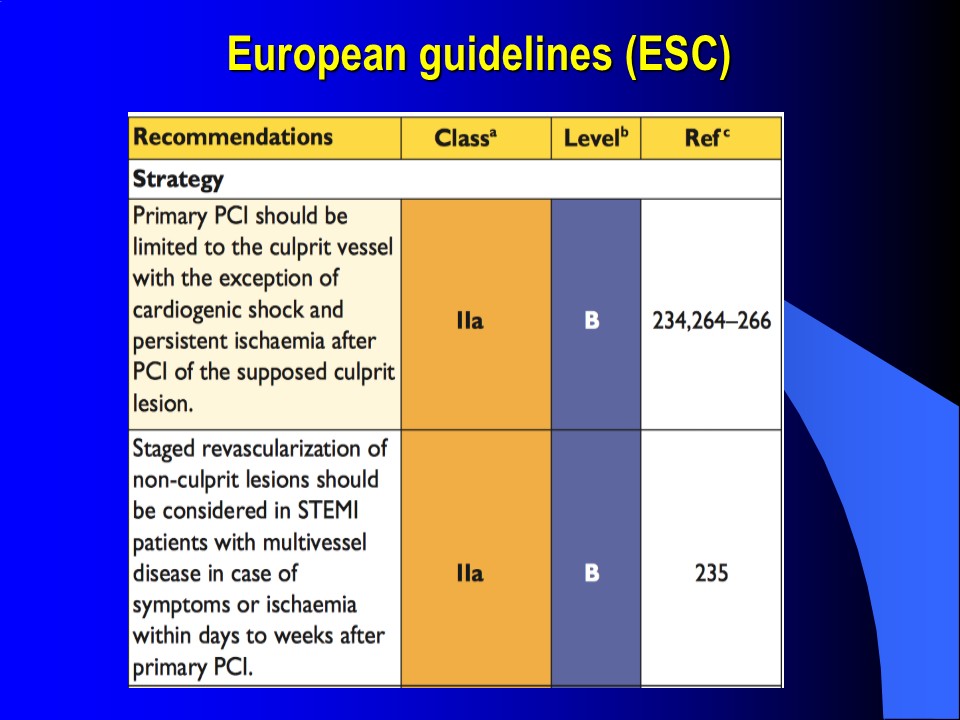 European guidelines (ESC)
Recommendations Classᵃ Levelᵇ Refᶜ
Strategy
Primary PCI should be
limited to the culprit vessel
with the exception of
cardiogenic shock and
persistent ischaemia after
PCI of the supposed culprit
lesion.
IIa B 234,264–266
Staged revascularization of
non-culprit lesions should
be considered in STEMI
patients with multivessel
disease in case of
symptoms or ischaemia
within days to weeks after
primary PCI.
IIa B 235